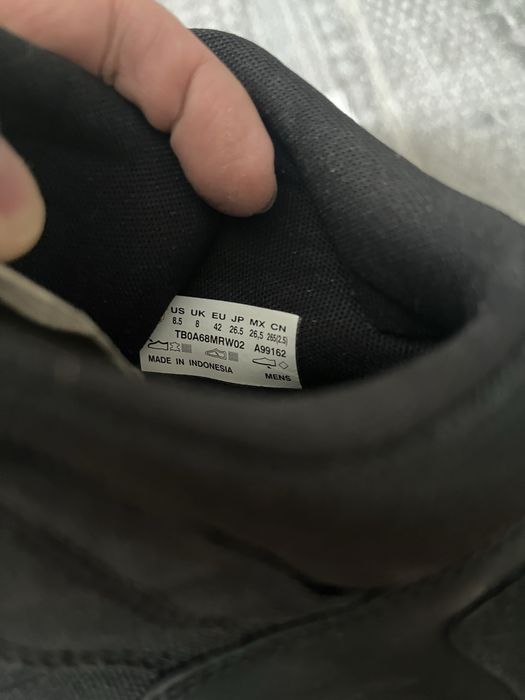 US UK EU JP MX CN
8.5 8 42 26.5 26,5 265(2.5)
TB0A68MRW02 A99162
MADE IN INDONESIA
MENS